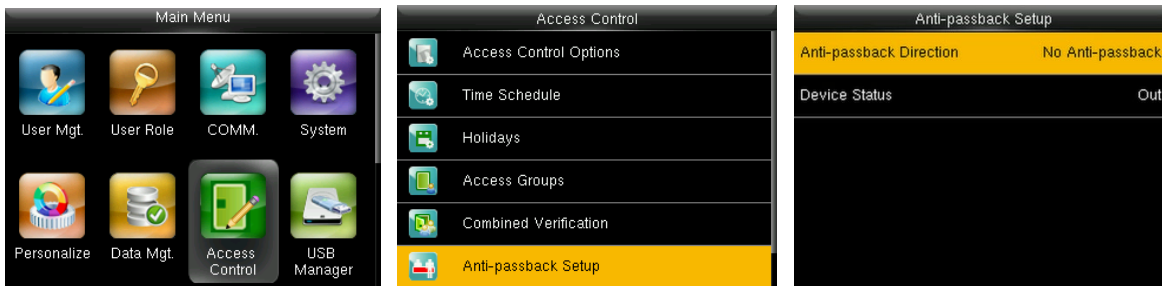 Main Menu
User Mgt.
User Role
COMM.
System
Personalize
Data Mgt.
Access
Control
USB
Manager
Access Control
Access Control Options
Time Schedule
Holidays
Access Groups
Combined Verification
Anti-passback Setup
Anti-passback Setup
Anti-passback Direction No Anti-passback
Device Status Out